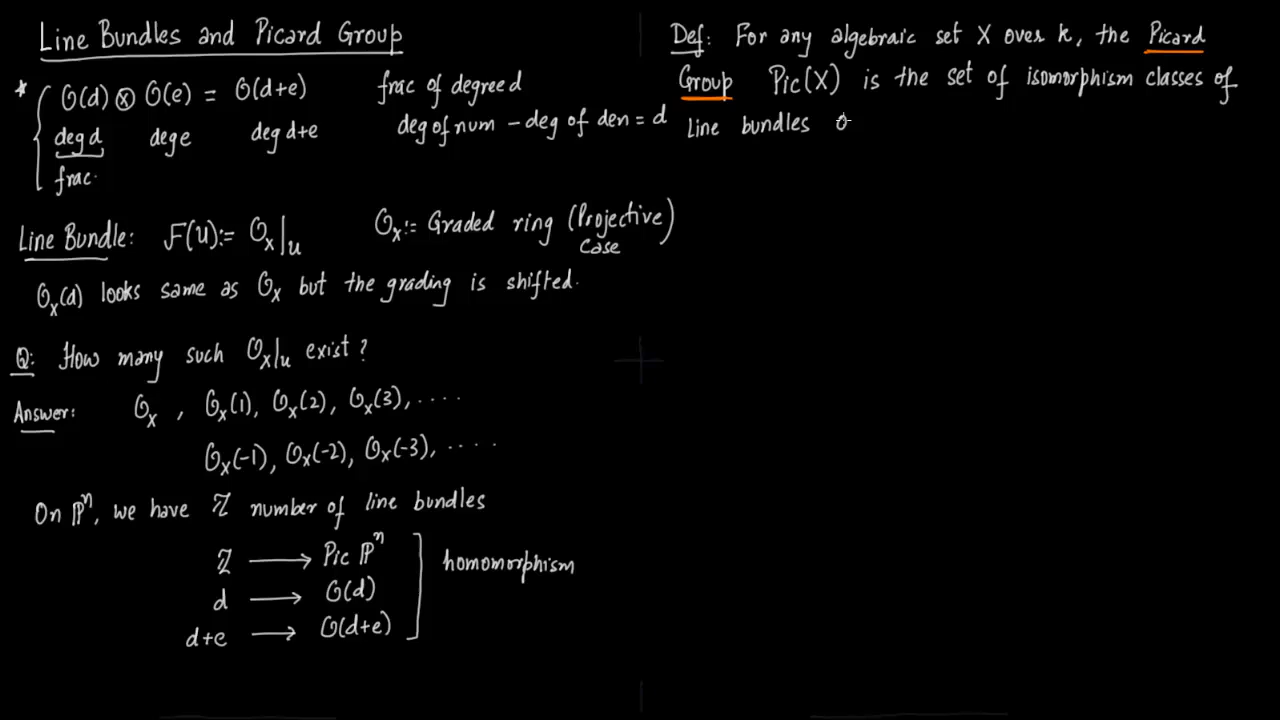 Line Bundles and Picard Group
* O(d) ⊗ O(e) = O(d+e) frac of degree d
deg d deg e deg d+e deg of num - deg of den = d
frac.
Line Bundle: F(U) := O_X|_U O_X := Graded ring (Projective Case)
O_X(d) looks same as O_X but the grading is shifted.
Q: How many such O_X|_U exist?
Answer: O_X, O_X(1), O_X(2), O_X(3), ....
O_X(-1), O_X(-2), O_X(-3), ....
On ℙ^n, we have ℤ number of line bundles
ℤ → Pic ℙ^n
d → O(d) homomorphism
d+e → O(d+e)
Def: For any algebraic set X over k, the Picard
Group Pic(X) is the set of isomorphism classes of
line bundles o